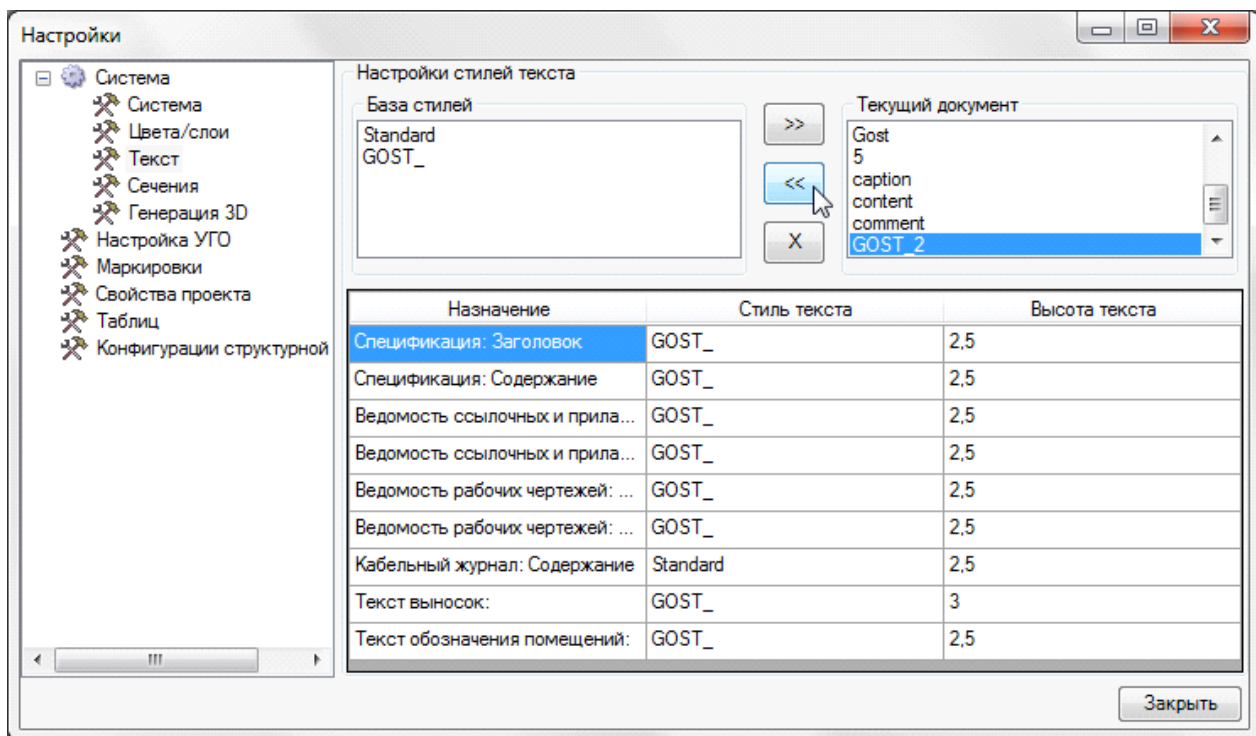 Настройки
Система
Система
Цвета/слои
Текст
Сечения
Генерация 3D
Настройка УГО
Маркировки
Свойства проекта
Таблиц
Конфигурации структурной
Настройки стилей текста
База стилей
Standard
GOST_
>>
<<
X
Текущий документ
Gost
5
caption
content
comment
GOST_2
Назначение Стиль текста Высота текста
Спецификация: Заголовок GOST_ 2,5
Спецификация: Содержание GOST_ 2,5
Ведомость ссылочных и прила... GOST_ 2,5
Ведомость ссылочных и прила... GOST_ 2,5
Ведомость рабочих чертежей: ... GOST_ 2,5
Ведомость рабочих чертежей: ... GOST_ 2,5
Кабельный журнал: Содержание Standard 2,5
Текст выносок: GOST_ 3
Текст обозначения помещений: GOST_ 2,5
Закрыть